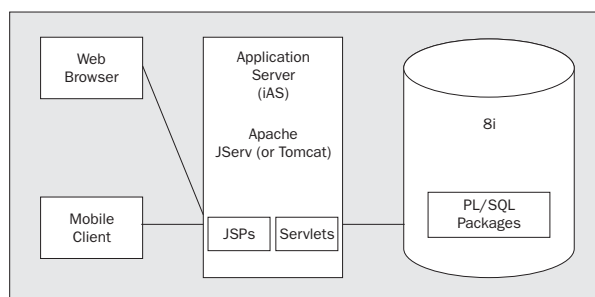 Web
Browser
Application
Server
(iAS)
Apache
JServ (or Tomcat)
8i
Mobile
Client
JSPs
Servlets
PL/SQL
Packages